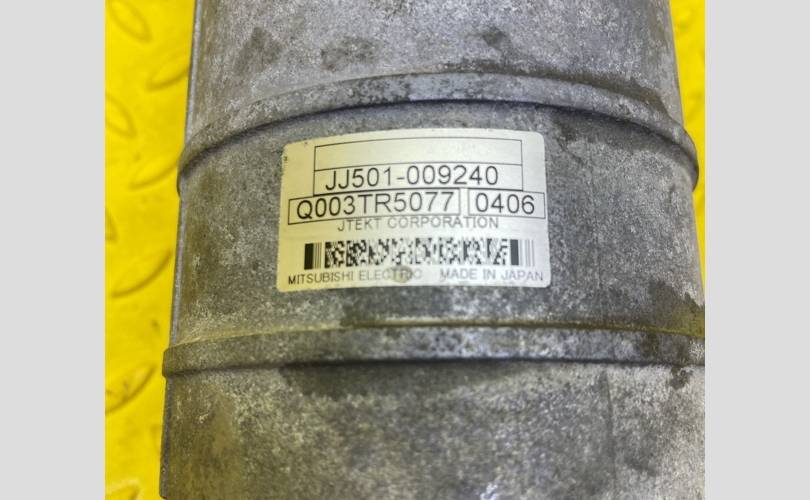 JJ501-009240
Q003TR5077 0406
JTEKT CORPORATION
MITSUBISHI ELECTRIC MADE IN JAPAN